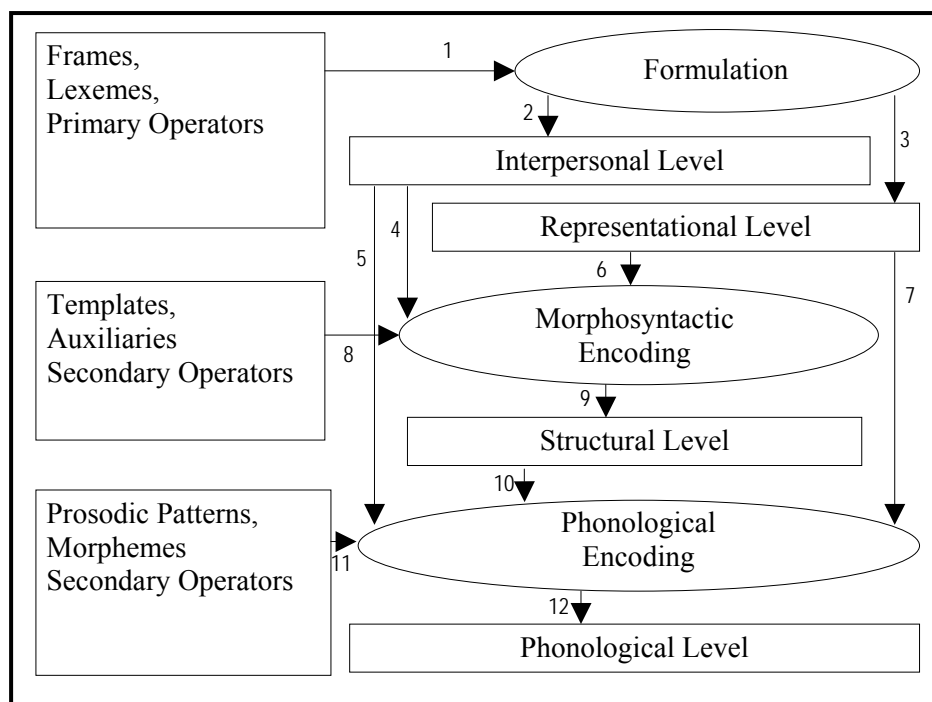 Frames,
Lexemes,
Primary Operators
1
Formulation
2
3
Interpersonal Level
4
5
Representational Level
6
7
Templates,
Auxiliaries
Secondary Operators
8
Morphosyntactic
Encoding
9
Structural Level
10
Prosodic Patterns,
Morphemes
Secondary Operators
11
Phonological
Encoding
12
Phonological Level